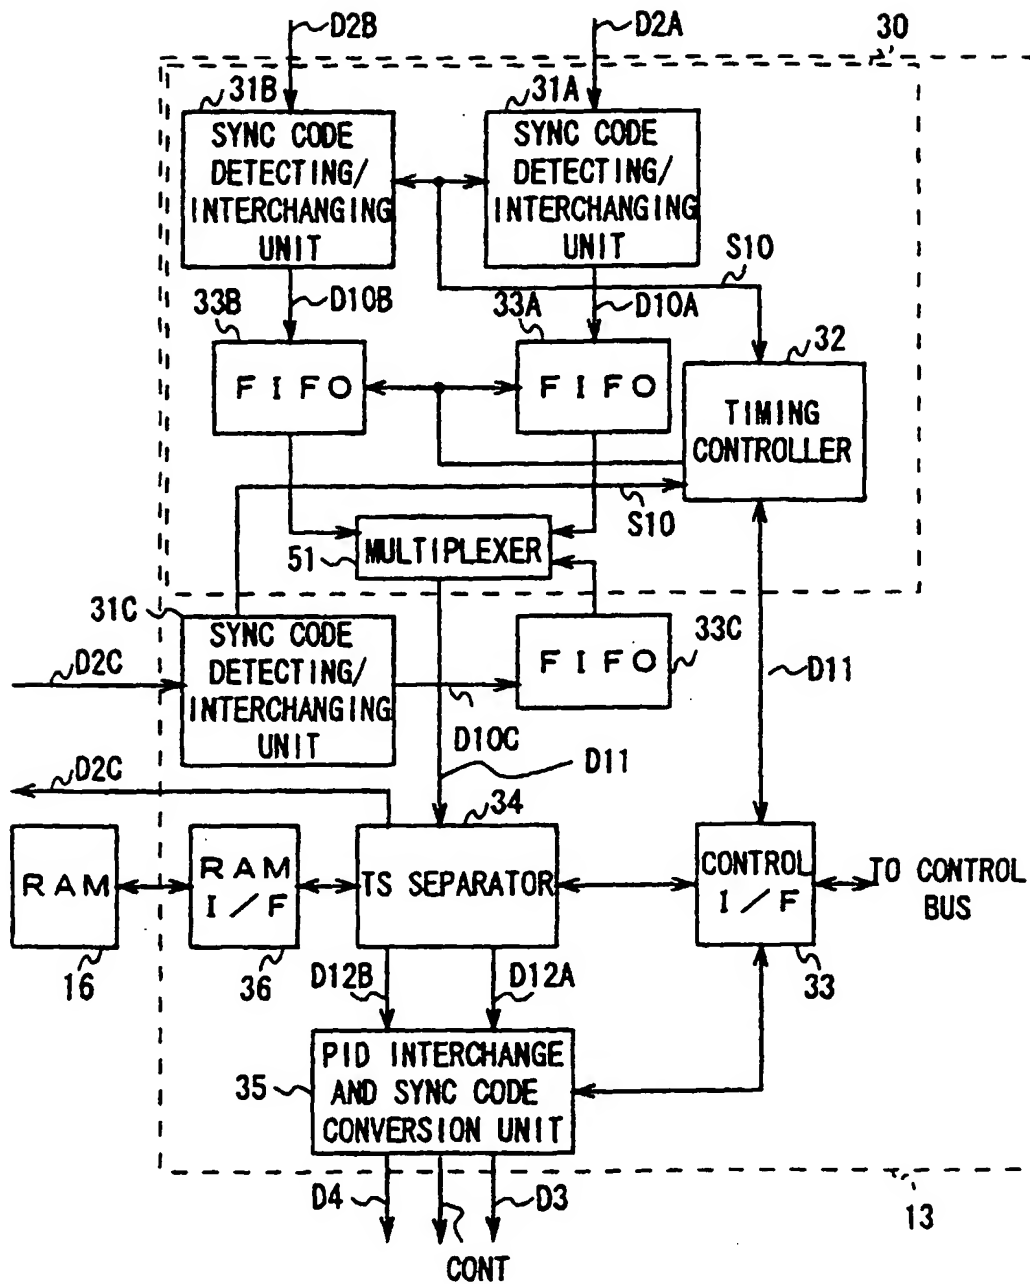 D2B
D2A
30
31B
31A
SYNC CODE
DETECTING/
INTERCHANGING
UNIT
SYNC CODE
DETECTING/
INTERCHANGING
UNIT
S10
33B
D10B
33A
D10A
32
FIFO
FIFO
TIMING
CONTROLLER
S10
51
MULTIPLEXER
31C
SYNC CODE
DETECTING/
INTERCHANGING
UNIT
33C
FIFO
D2C
D11
D10C
D11
D2C
34
RAM
RAM
I/F
TS SEPARATOR
CONTROL
I/F
TO CONTROL
BUS
16
36
D12B
D12A
33
PID INTERCHANGE
AND SYNC CODE
CONVERSION UNIT
35
D4
D3
13
CONT